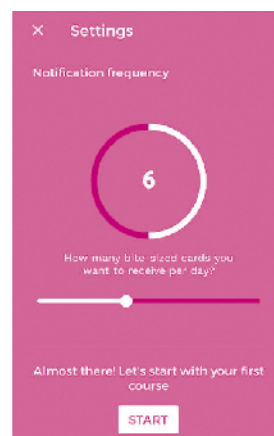 × Settings
Notification frequency
6
How many bite-sized cards you
want to receive per day?
Almost there! Let's start with your first
course
START